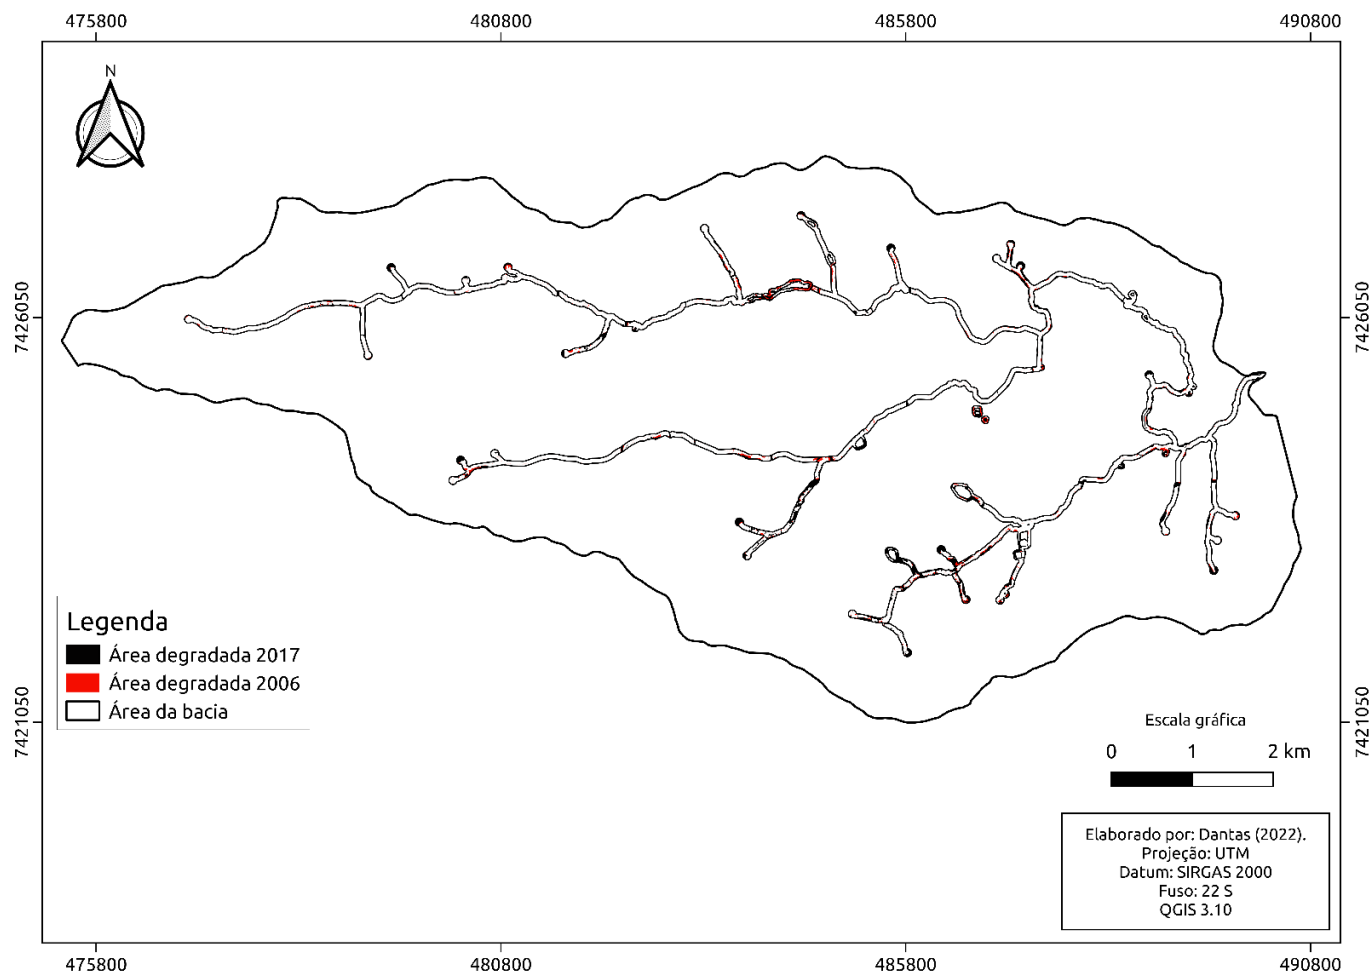 475800
480800
485800
490800
N
7426050
7426050
Legenda
Área degradada 2017
Área degradada 2006
Área da bacia
7421050
7421050
Escala gráfica
0 1 2 km
Elaborado por: Dantas (2022).
Projeção: UTM
Datum: SIRGAS 2000
Fuso: 22 S
QGIS 3.10
475800
480800
485800
490800